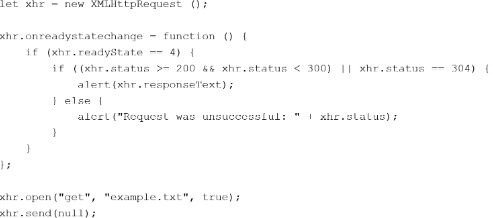 let xhr = new XMLHttpRequest ();
xhr.onreadystatechange = function () {
if (xhr.readyState == 4) {
if ((xhr.status >= 200 && xhr.status < 300) || xhr.status == 304) {
alert(xhr.responseText);
} else {
alert("Request was unsuccessful: " + xhr.status);
}
}
};
xhr.open("get", "example.txt", true);
xhr.send(null);